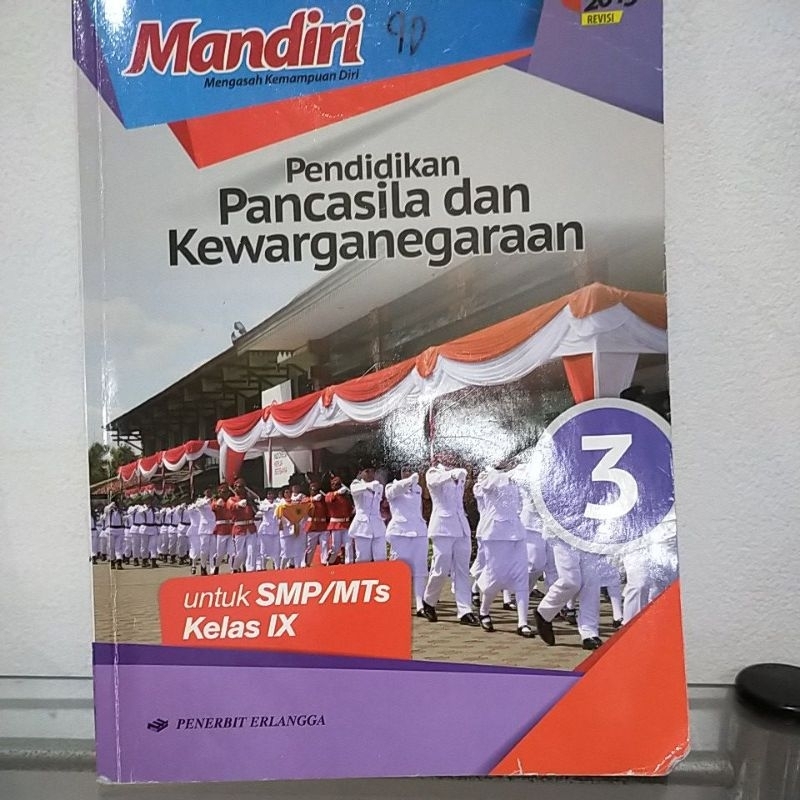 Mandiri
Mengasah Kemampuan Diri
90
REVISI
Pendidikan
Pancasila dan
Kewarganegaraan
3
untuk SMP/MTs
Kelas IX
PENERBIT ERLANGGA